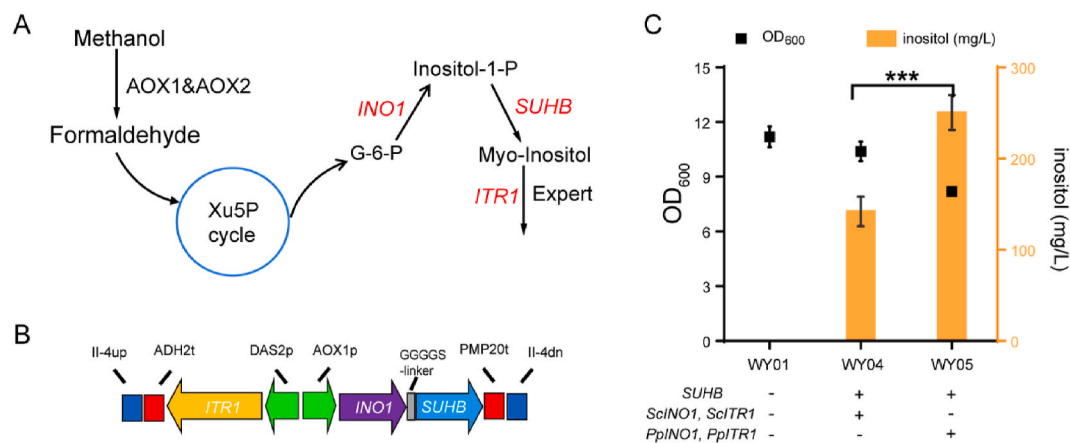 A
Methanol
AOX1&AOX2
Formaldehyde
Xu5P
cycle
G-6-P
INO1
Inositol-1-P
SUHB
Myo-Inositol
ITR1
Expert
B
II-4up
ADH2t
DAS2p
AOX1p
GGGGS
-linker
PMP20t
II-4dn
ITR1
INO1
SUHB
C
OD600
inositol (mg/L)
***
15
12
9
6
3
0
OD600
300
200
100
0
inositol (mg/L)
WY01 WY04 WY05
SUHB - + +
ScINO1, ScITR1 - + -
PpINO1, PpITR1 - - +